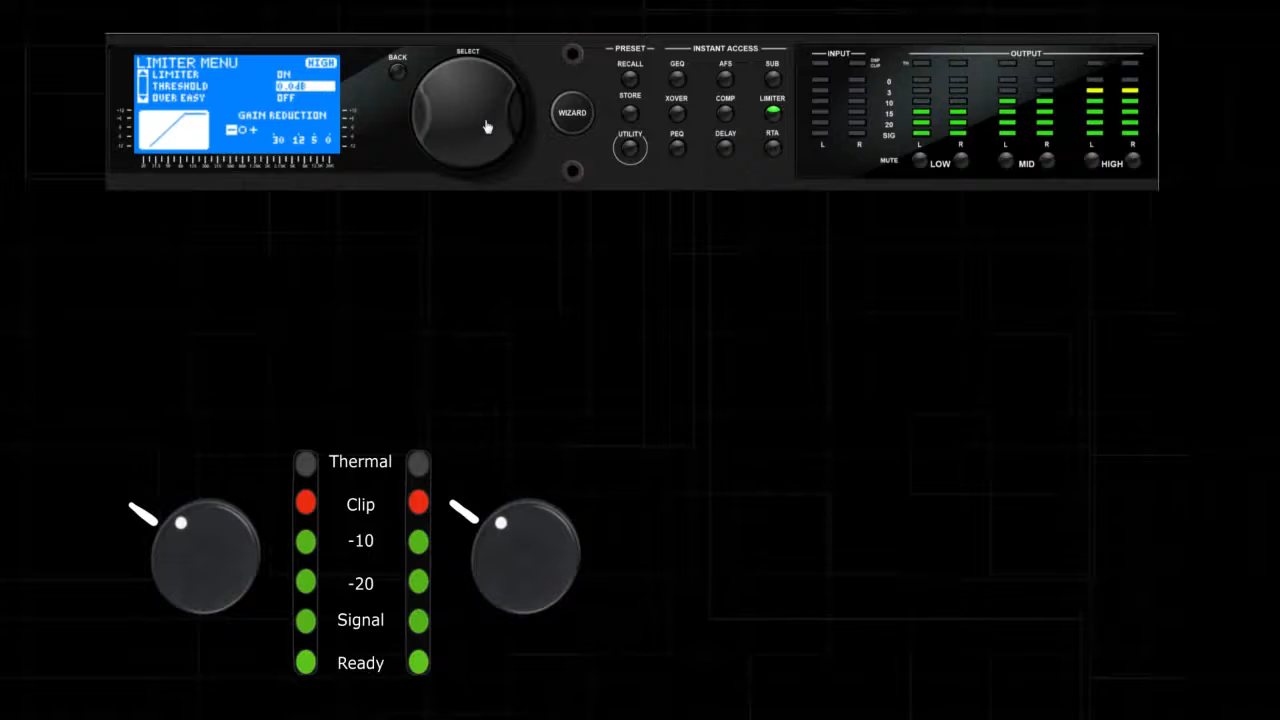 LIMITER MENU HIGH
LIMITER ON
THRESHOLD 0.0dB
OVER EASY OFF
GAIN REDUCTION
30 12 5 0
BACK
SELECT
WIZARD
PRESET
RECALL
STORE
UTILITY
INSTANT ACCESS
GEQ AFS SUB
XOVER COMP LIMITER
PEQ DELAY RTA
INPUT
L R
OUTPUT
0
3
10
15
20
SIG
L R L R L R
MUTE LOW MID HIGH
Thermal
Clip
-10
-20
Signal
Ready